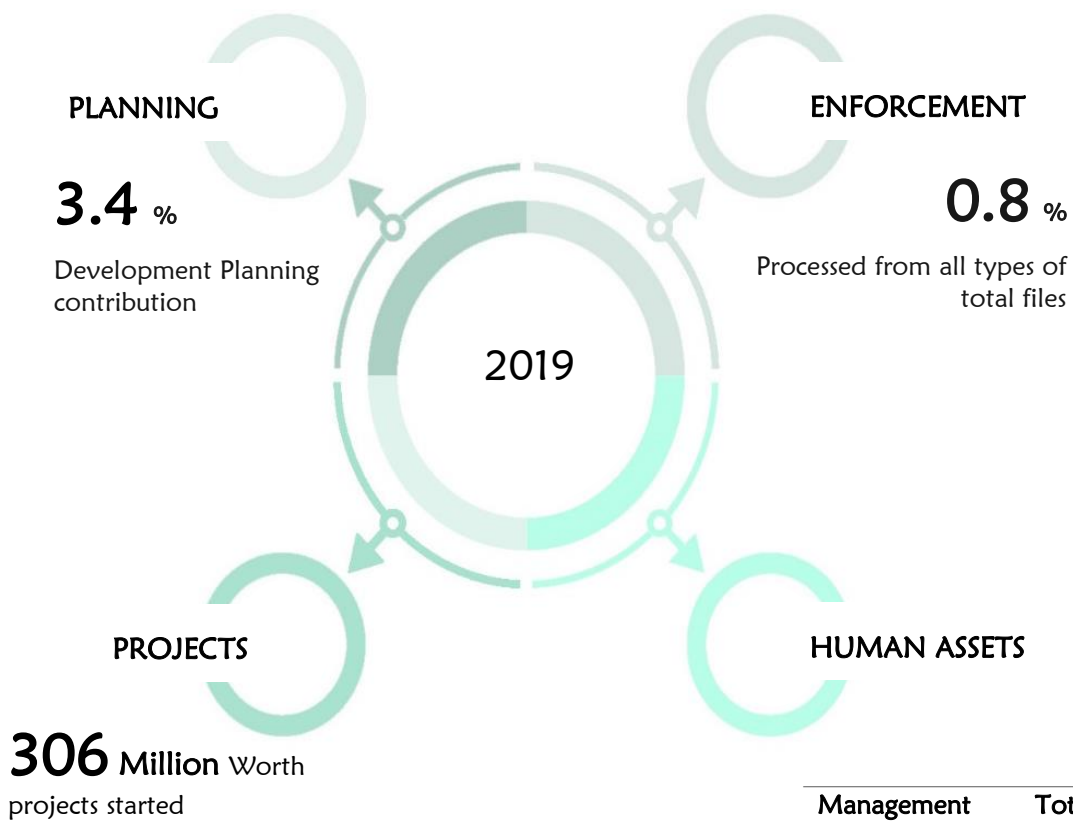 PLANNING
3.4 %
Development Planning
contribution
ENFORCEMENT
0.8 %
Processed from all types of
total files
2019
PROJECTS
306 Million Worth
projects started
HUMAN ASSETS
Management